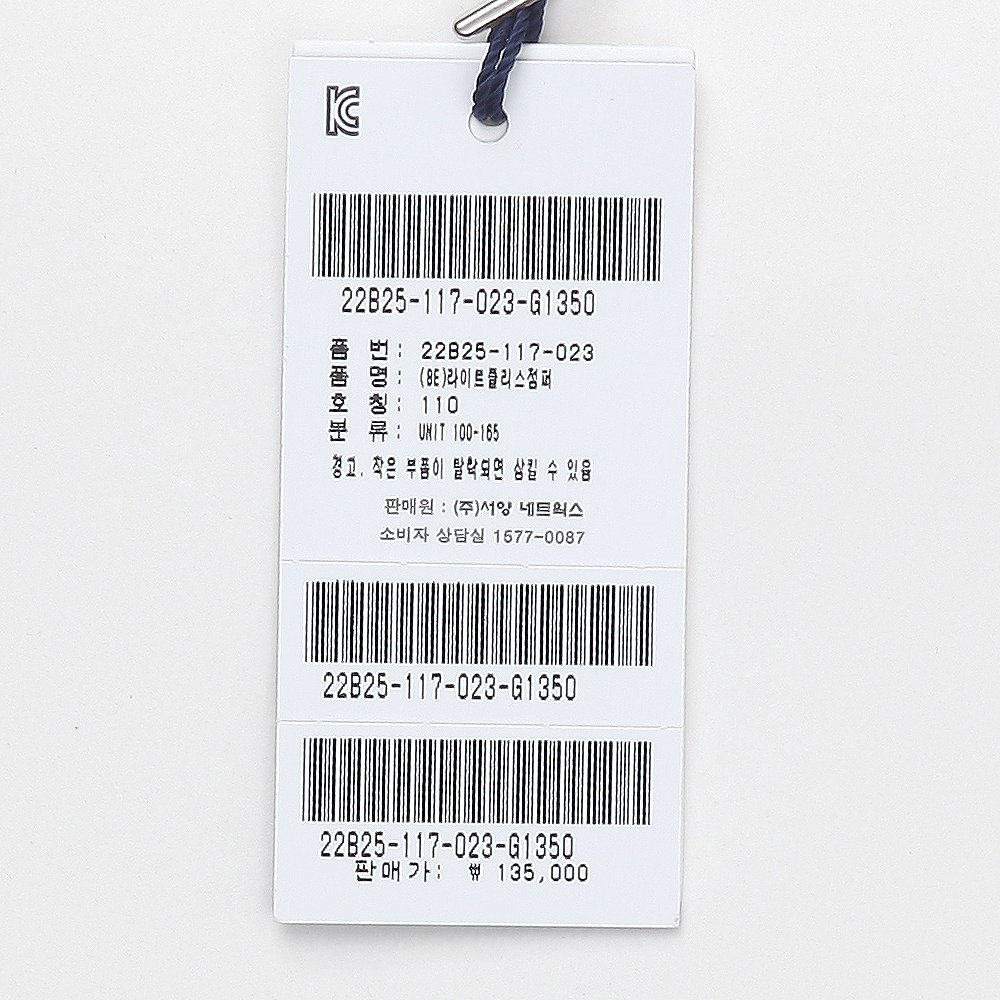 KC
22B25-117-023-G1350
품 번: 22B25-117-023
품 명: (BE)라이트플리스점퍼
호 칭: 110
분 류: UNIT 100-165
경고. 작은 부품이 탈락되면 삼킬 수 있음
판매원 : (주)서양 네트웍스
소비자 상담실 1577-0087
22B25-117-023-G1350
22B25-117-023-G1350
판매가: ₩ 135,000